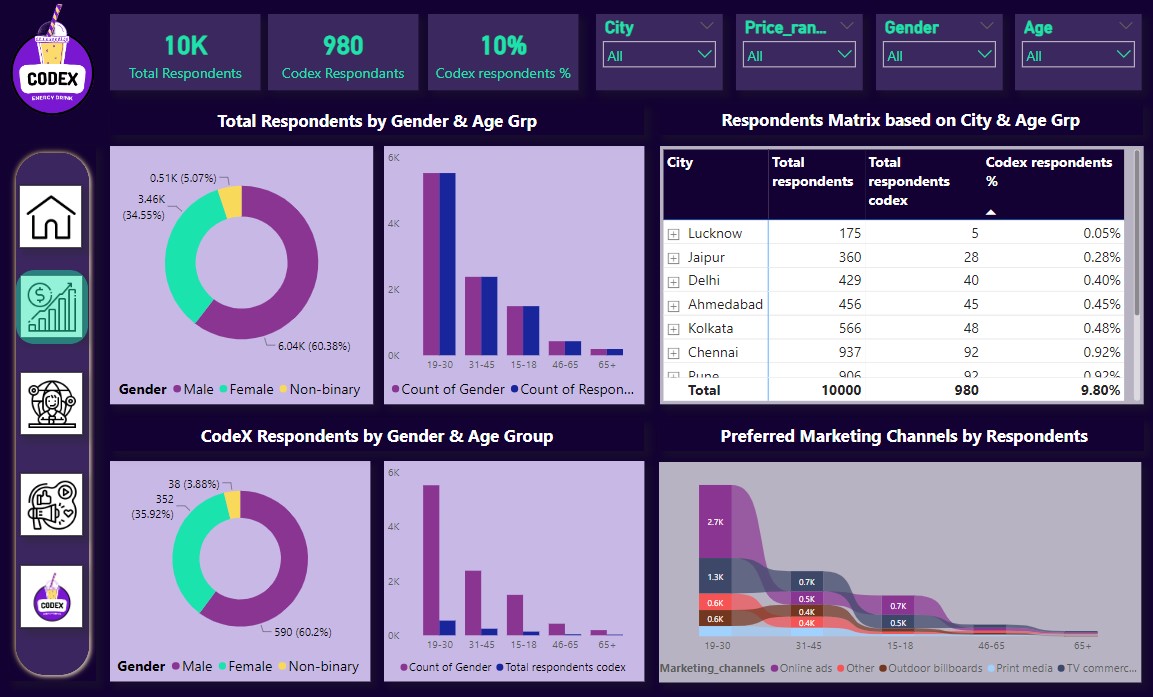 CODEX
ENERGY DRINK
10K
Total Respondents
980
Codex Respondants
10%
Codex respondents %
City
All
Price_ran...
All
Gender
All
Age
All
Total Respondents by Gender & Age Grp
0.51K (5.07%)
3.46K
(34.55%)
6.04K (60.38%)
Gender Male Female Non-binary
6K
4K
2K
0K
19-30 31-45 15-18 46-65 65+
Count of Gender Count of Respon...
Respondents Matrix based on City & Age Grp
City Total respondents Total respondents codex Codex respondents %
Lucknow 175 5 0.05%
Jaipur 360 28 0.28%
Delhi 429 40 0.40%
Ahmedabad 456 45 0.45%
Kolkata 566 48 0.48%
Chennai 937 92 0.92%
Pune 906 92 0.92%
Total 10000 980 9.80%
CodeX Respondents by Gender & Age Group
38 (3.88%)
352
(35.92%)
590 (60.2%)
Gender Male Female Non-binary
6K
4K
2K
0K
19-30 31-45 15-18 46-65 65+
Count of Gender Total respondents codex
Preferred Marketing Channels by Respondents
2.7K
1.3K
0.6K
0.6K
0.7K
0.5K
0.4K
0.4K
0.7K
0.5K
19-30 31-45 15-18 46-65 65+
Marketing_channels Online ads Other Outdoor billboards Print media TV commerc...
CODEX